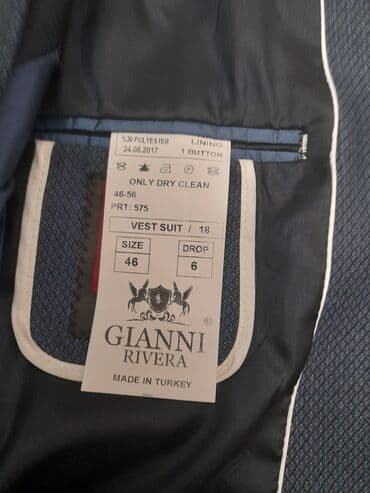 %30 POLYESTER LINING
24.08.2017 1 BUTTON
ONLY DRY CLEAN
46-56
PRT: 575
VEST SUIT / 18
SIZE DROP
46 6
GIANNI ®
RIVERA
MADE IN TURKEY